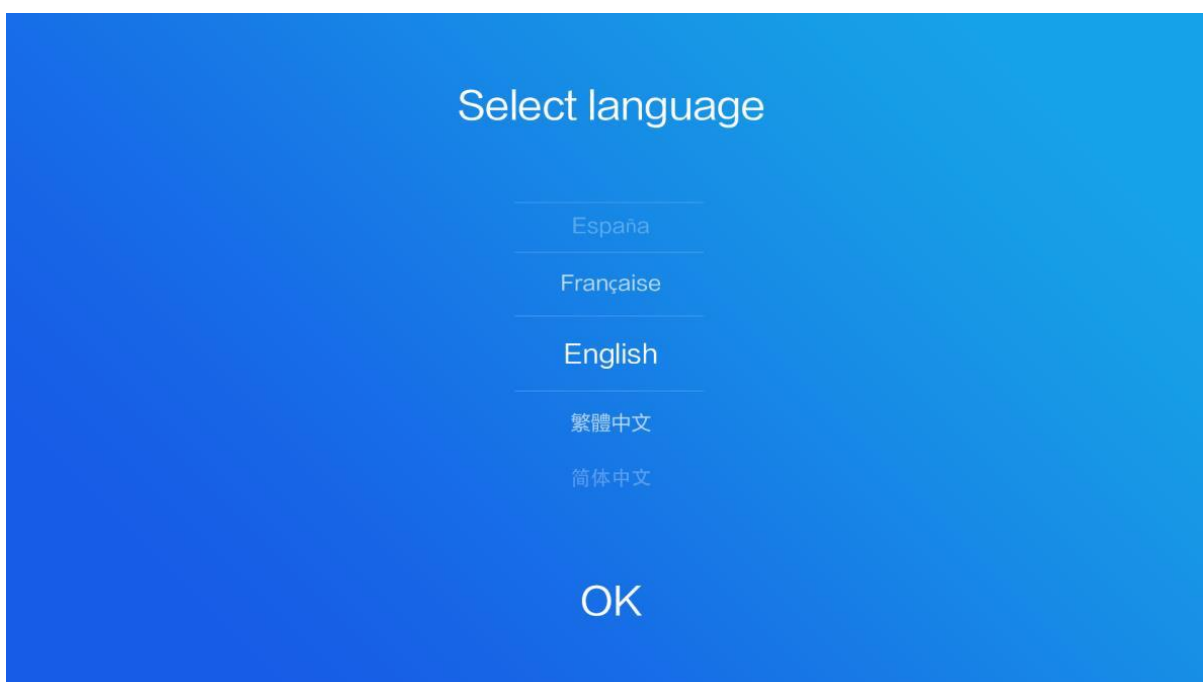 Select language
España
Française
English
繁體中文
简体中文
OK